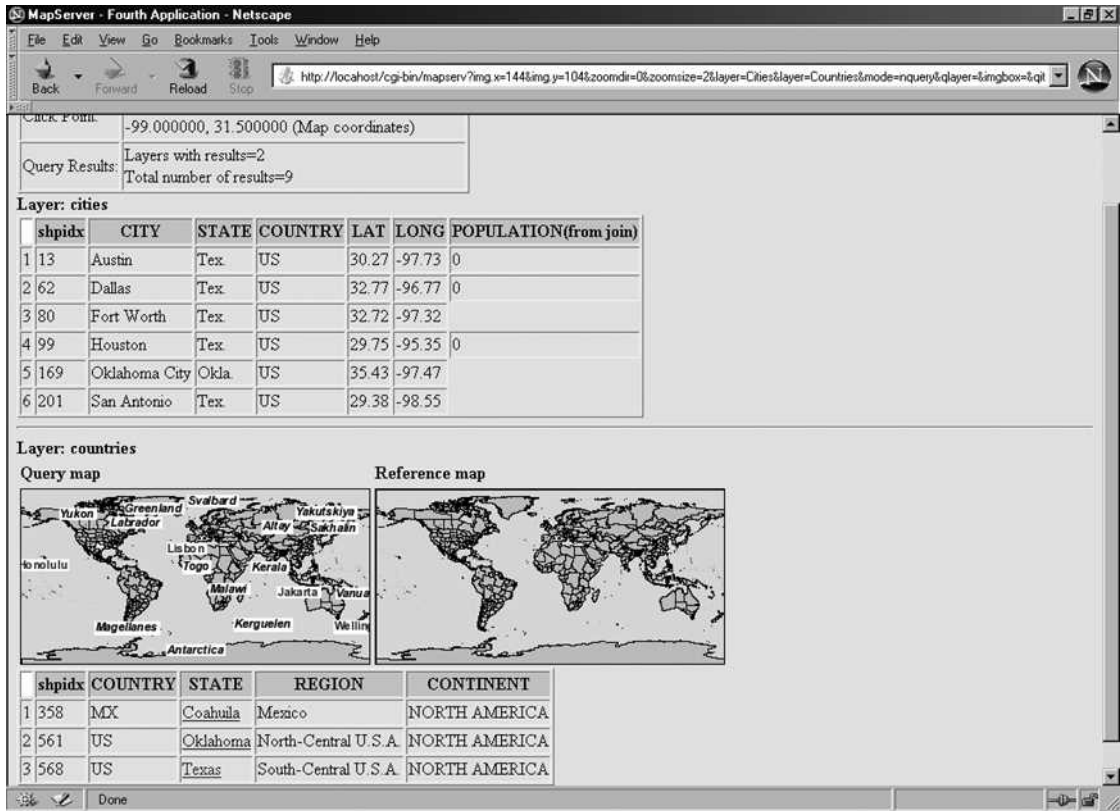 MapServer - Fourth Application - Netscape
File Edit View Go Bookmarks Tools Window Help
Back Forward Reload Stop http://locahost/cgi-bin/mapserv?img.x=144&img.y=104&zoomdir=0&zoomsize=2&layer=Cities&layer=Countries&mode=nquery&qlayer=&imgbox=&qit
Click Point:
-99.000000, 31.500000 (Map coordinates)
Query Results: Layers with results=2
Total number of results=9
Layer: cities
shpidx CITY STATE COUNTRY LAT LONG POPULATION(from join)
1 13 Austin Tex. US 30.27 -97.73 0
2 62 Dallas Tex. US 32.77 -96.77 0
3 80 Fort Worth Tex. US 32.72 -97.32
4 99 Houston Tex. US 29.75 -95.35 0
5 169 Oklahoma City Okla. US 35.43 -97.47
6 201 San Antonio Tex. US 29.38 -98.55
Layer: countries
Query map Reference map
Svalbard
Yukon Greenland Yakutskiya
Labrador Altay Sakhalin
Lisbon
Honolulu Togo Kerala
Malawi Jakarta Vanua
Magellanes Kerguelen Welling
Antarctica
shpidx COUNTRY STATE REGION CONTINENT
1 358 MX Coahuila Mexico NORTH AMERICA
2 561 US Oklahoma North-Central U.S.A. NORTH AMERICA
3 568 US Texas South-Central U.S.A. NORTH AMERICA
Done